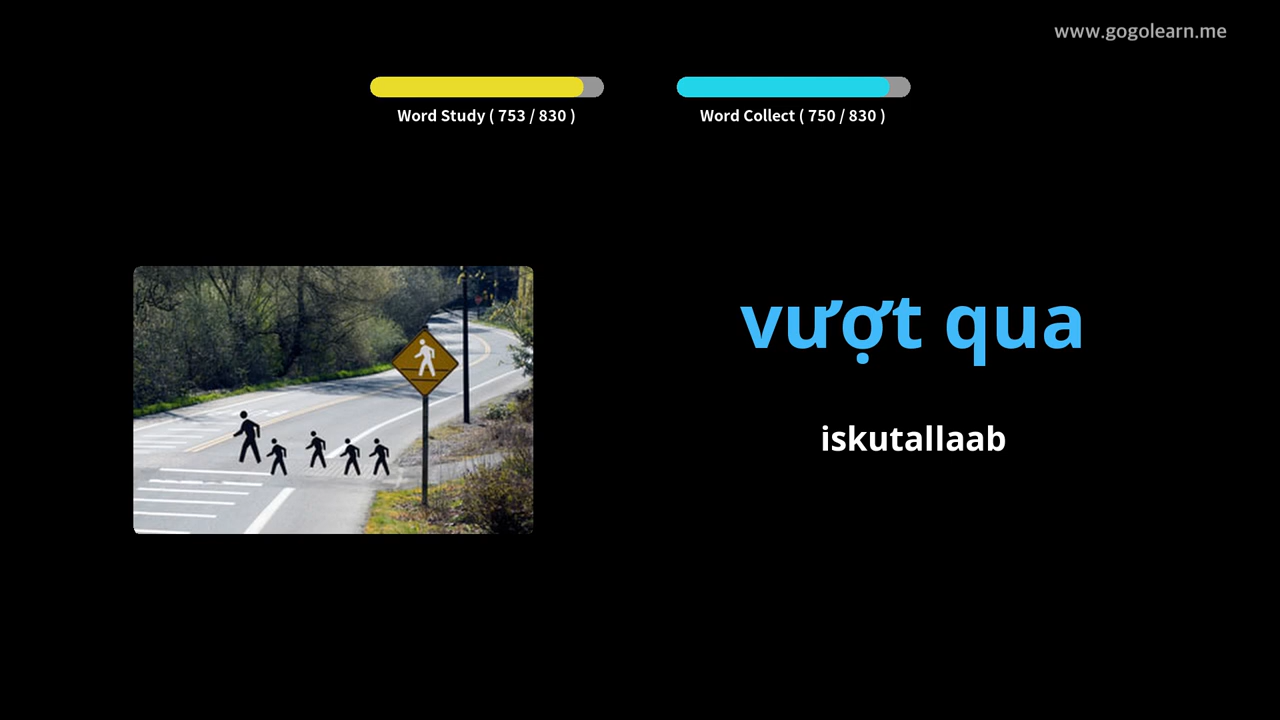 www.gogolearn.me
Word Study ( 753 / 830 )
Word Collect ( 750 / 830 )
vượt qua
iskutallaab